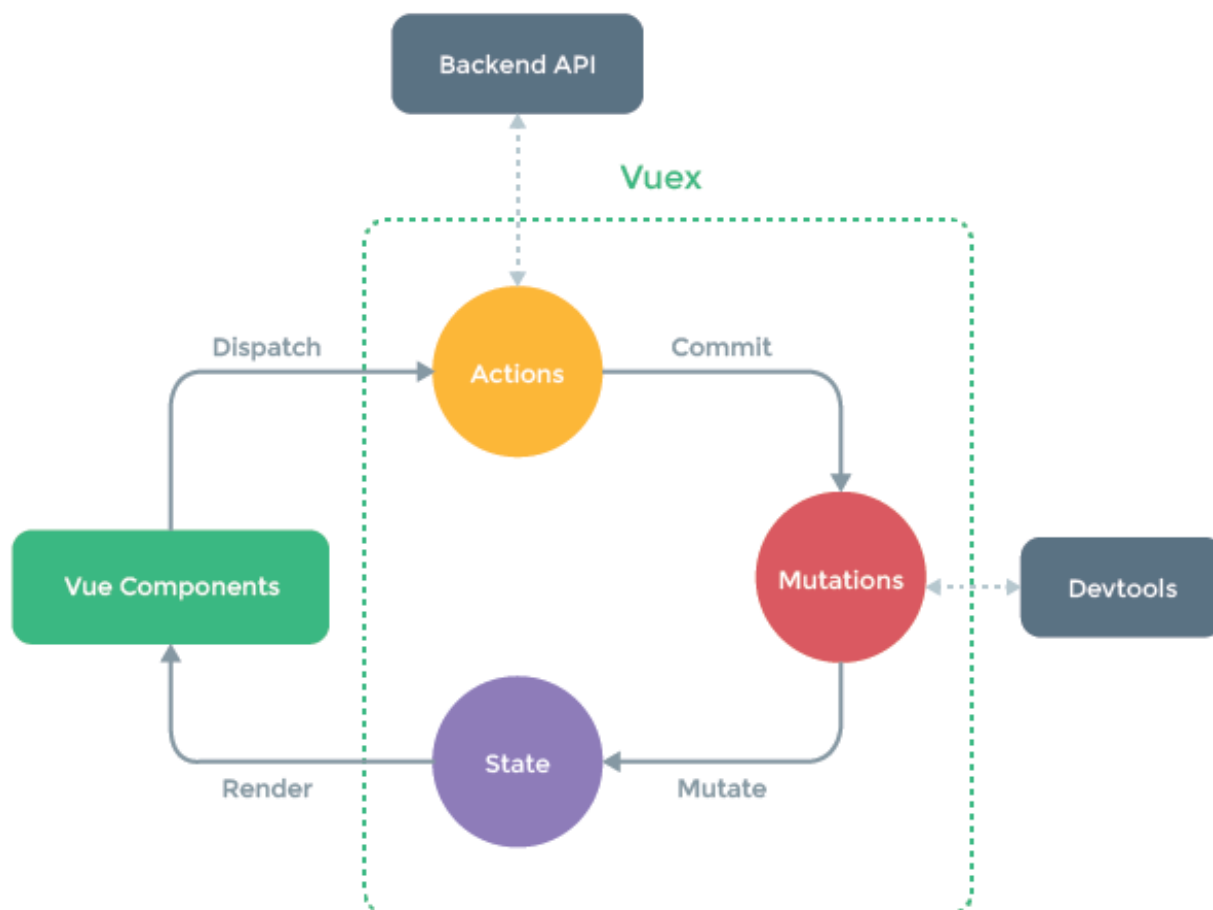 Backend API
Vuex
Dispatch
Commit
Actions
Vue Components
Mutations
Devtools
State
Render
Mutate